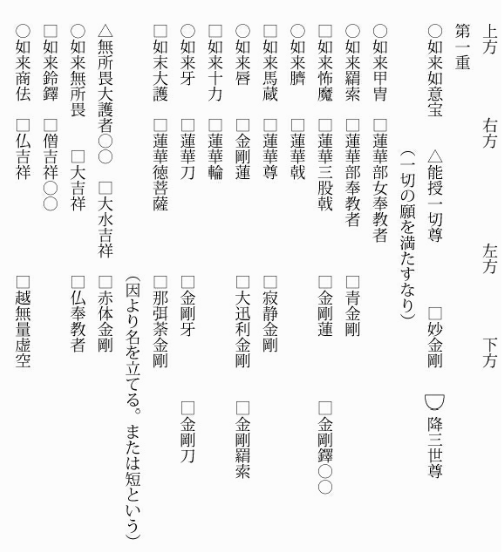 上方　右方　左方　下方
第一重
○如来如意宝　△能授一切尊　□妙金剛　降三世尊
（一切の願を満たすなり）
○如来甲冑　□蓮華部女奉教者
○如来羂索　□蓮華部奉教者　□青金剛
□如来怖魔　□蓮華三股戟　□金剛蓮　□金剛鐸○○
○如来臍　□蓮華戟
□如来馬蔵　□蓮華尊　□寂静金剛
○如来唇　□金剛蓮　□大迅利金剛　□金剛羂索
□如来十力　□蓮華輪
○如来牙　□蓮華刀　□金剛牙　□金剛刀
□如末大護　□蓮華徳菩薩　□那弭荼金剛
（因より名を立てる。または短という）
△無所畏大護者○○　□大水吉祥　□赤体金剛
○如来無所畏　□大吉祥　□仏奉教者
□如来鈴鐸　□僧吉祥○○
○如来商佉　□仏吉祥　□越無量虚空